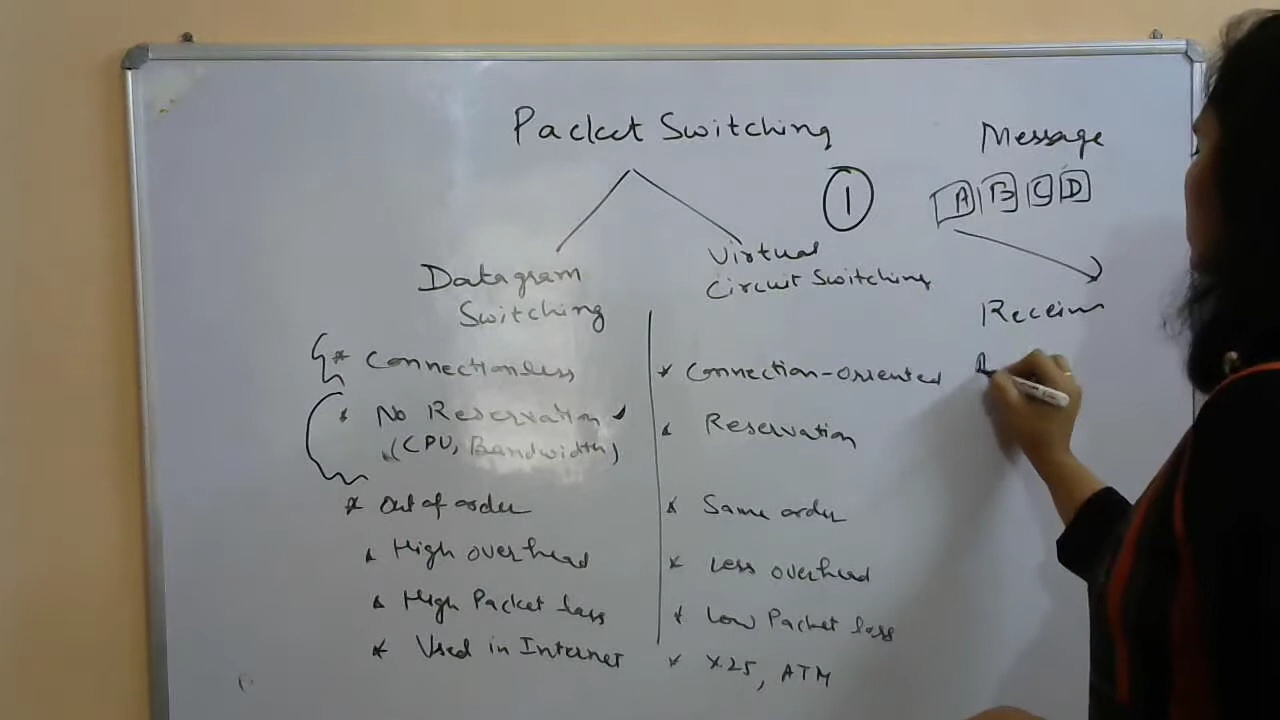 Packet Switching
Message
①
A B C D
Datagram
Switching
Virtual
Circuit Switching
* Connectionless
* No Reservation
(CPU, Bandwidth)
* Out of order
* High overhead
* High Packet loss
* Used in Internet
* Connection-oriented
* Reservation
* Same order
* Less overhead
* Low Packet loss
* X.25, ATM